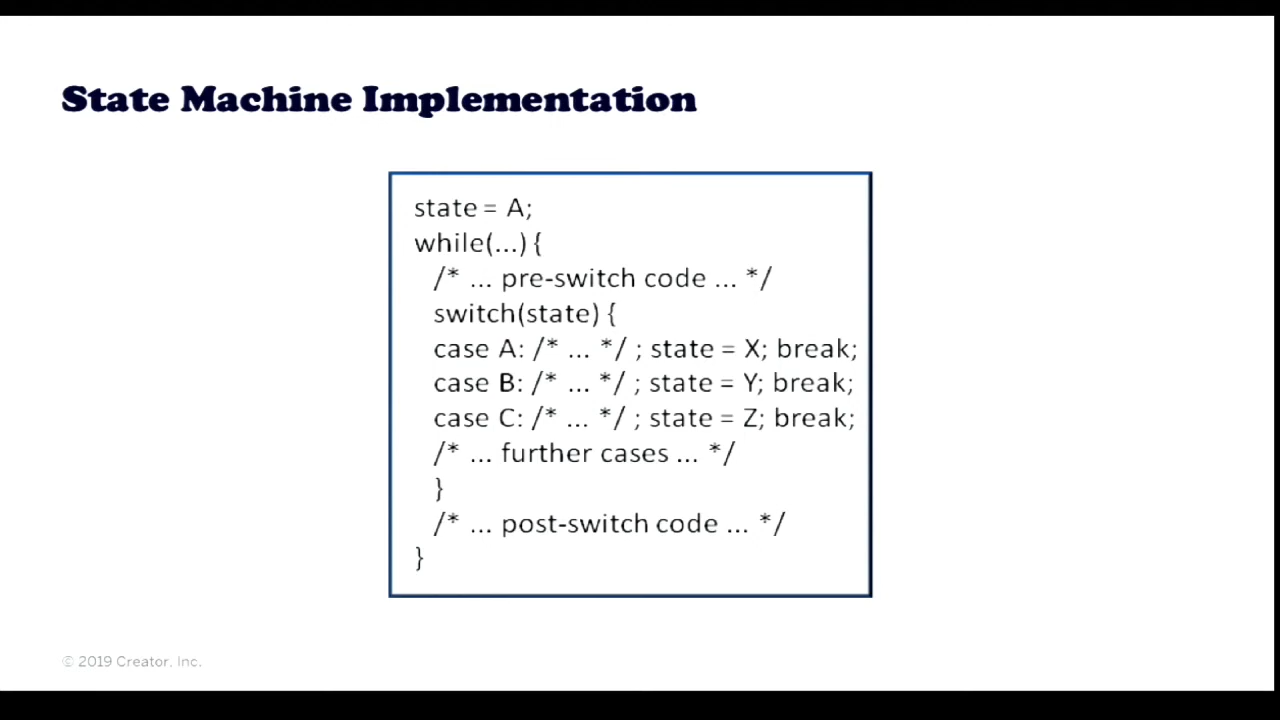 State Machine Implementation
state = A;
while(...) {
/* ... pre-switch code ... */
switch(state) {
case A: /* ... */ ; state = X; break;
case B: /* ... */ ; state = Y; break;
case C: /* ... */ ; state = Z; break;
/* ... further cases ... */
}
/* ... post-switch code ... */
}
© 2019 Creator, Inc.